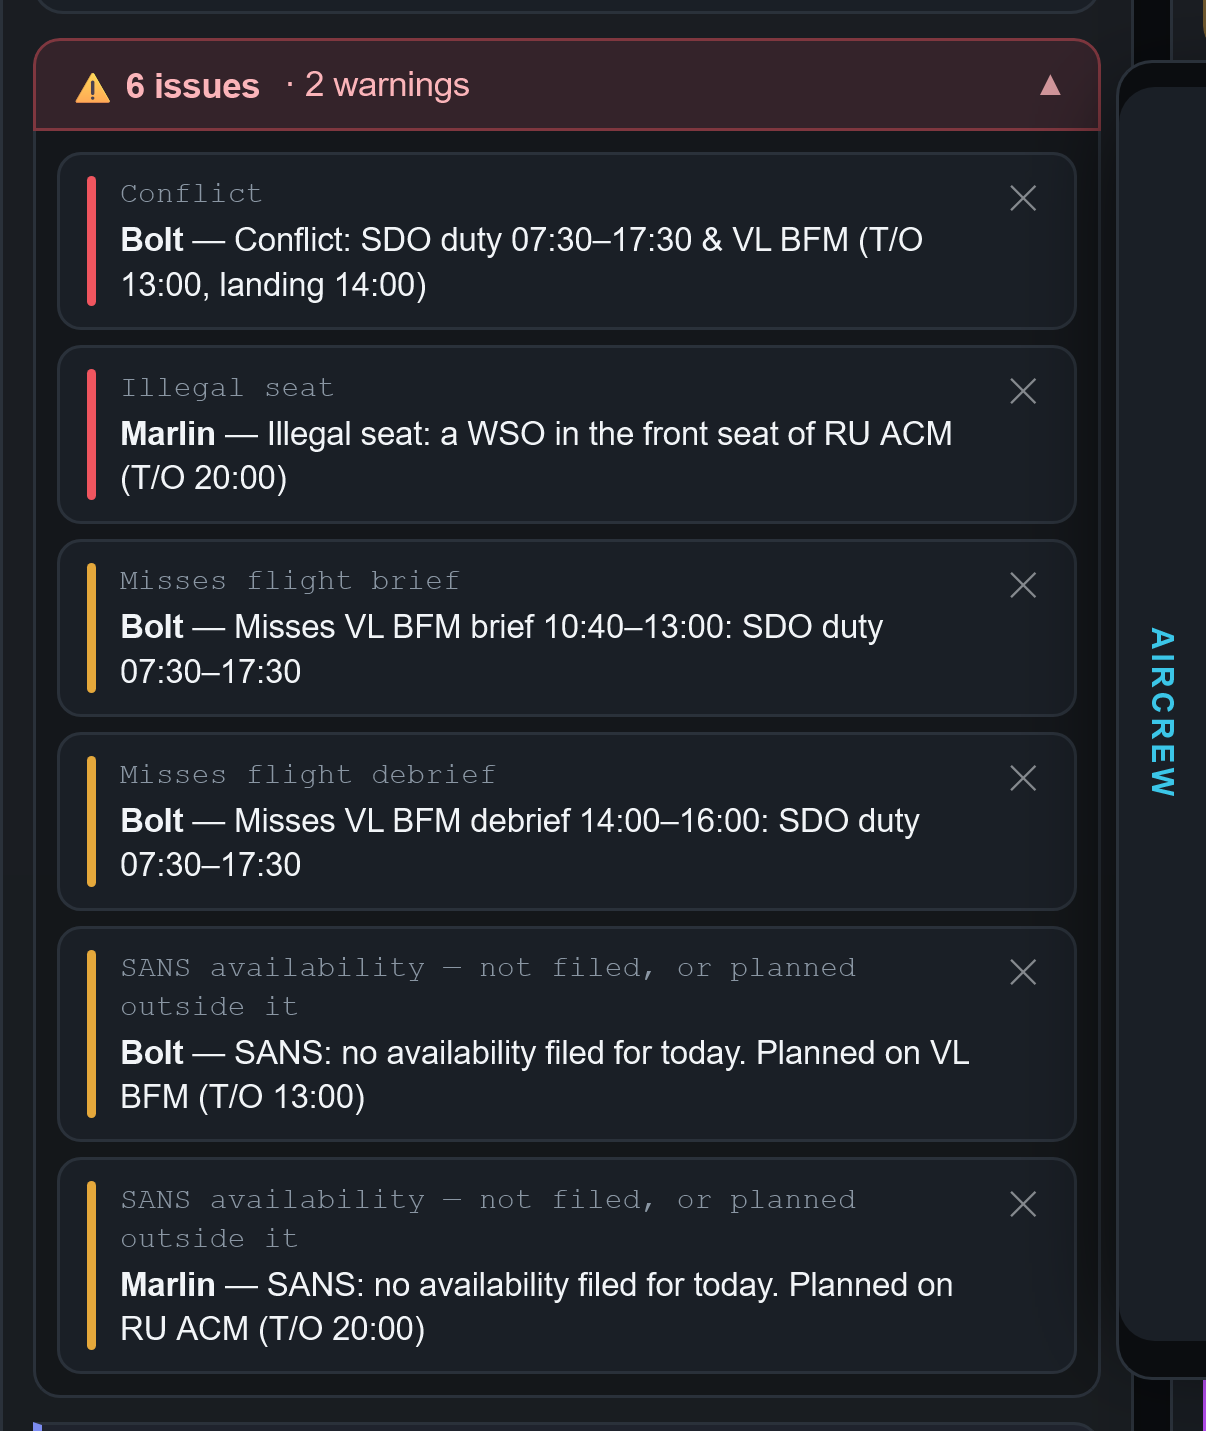 ⚠️ 6 issues · 2 warnings ▲
Conflict
Bolt — Conflict: SDO duty 07:30–17:30 & VL BFM (T/O
13:00, landing 14:00)
Illegal seat
Marlin — Illegal seat: a WSO in the front seat of RU ACM
(T/O 20:00)
Misses flight brief
Bolt — Misses VL BFM brief 10:40–13:00: SDO duty
07:30–17:30
Misses flight debrief
Bolt — Misses VL BFM debrief 14:00–16:00: SDO duty
07:30–17:30
SANS availability — not filed, or planned
outside it
Bolt — SANS: no availability filed for today. Planned on VL
BFM (T/O 13:00)
SANS availability — not filed, or planned
outside it
Marlin — SANS: no availability filed for today. Planned on
RU ACM (T/O 20:00)
AIRCREW